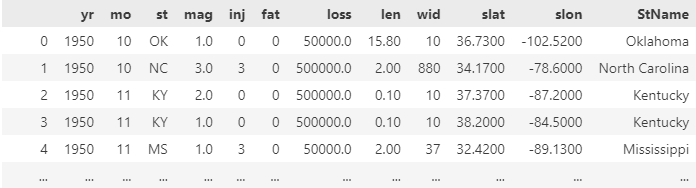 yr mo st mag inj fat loss len wid slat slon StName
0 1950 10 OK 1.0 0 0 50000.0 15.80 10 36.7300 -102.5200 Oklahoma
1 1950 10 NC 3.0 3 0 500000.0 2.00 880 34.1700 -78.6000 North Carolina
2 1950 11 KY 2.0 0 0 500000.0 0.10 10 37.3700 -87.2000 Kentucky
3 1950 11 KY 1.0 0 0 500000.0 0.10 10 38.2000 -84.5000 Kentucky
4 1950 11 MS 1.0 3 0 50000.0 2.00 37 32.4200 -89.1300 Mississippi
... ... ... ... ... ... ... ... ... ... ... ... ...